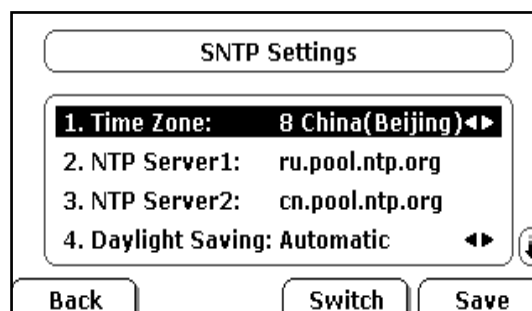 SNTP Settings
1. Time Zone: 8 China(Beijing)
2. NTP Server1: ru.pool.ntp.org
3. NTP Server2: cn.pool.ntp.org
4. Daylight Saving: Automatic
Back Switch Save